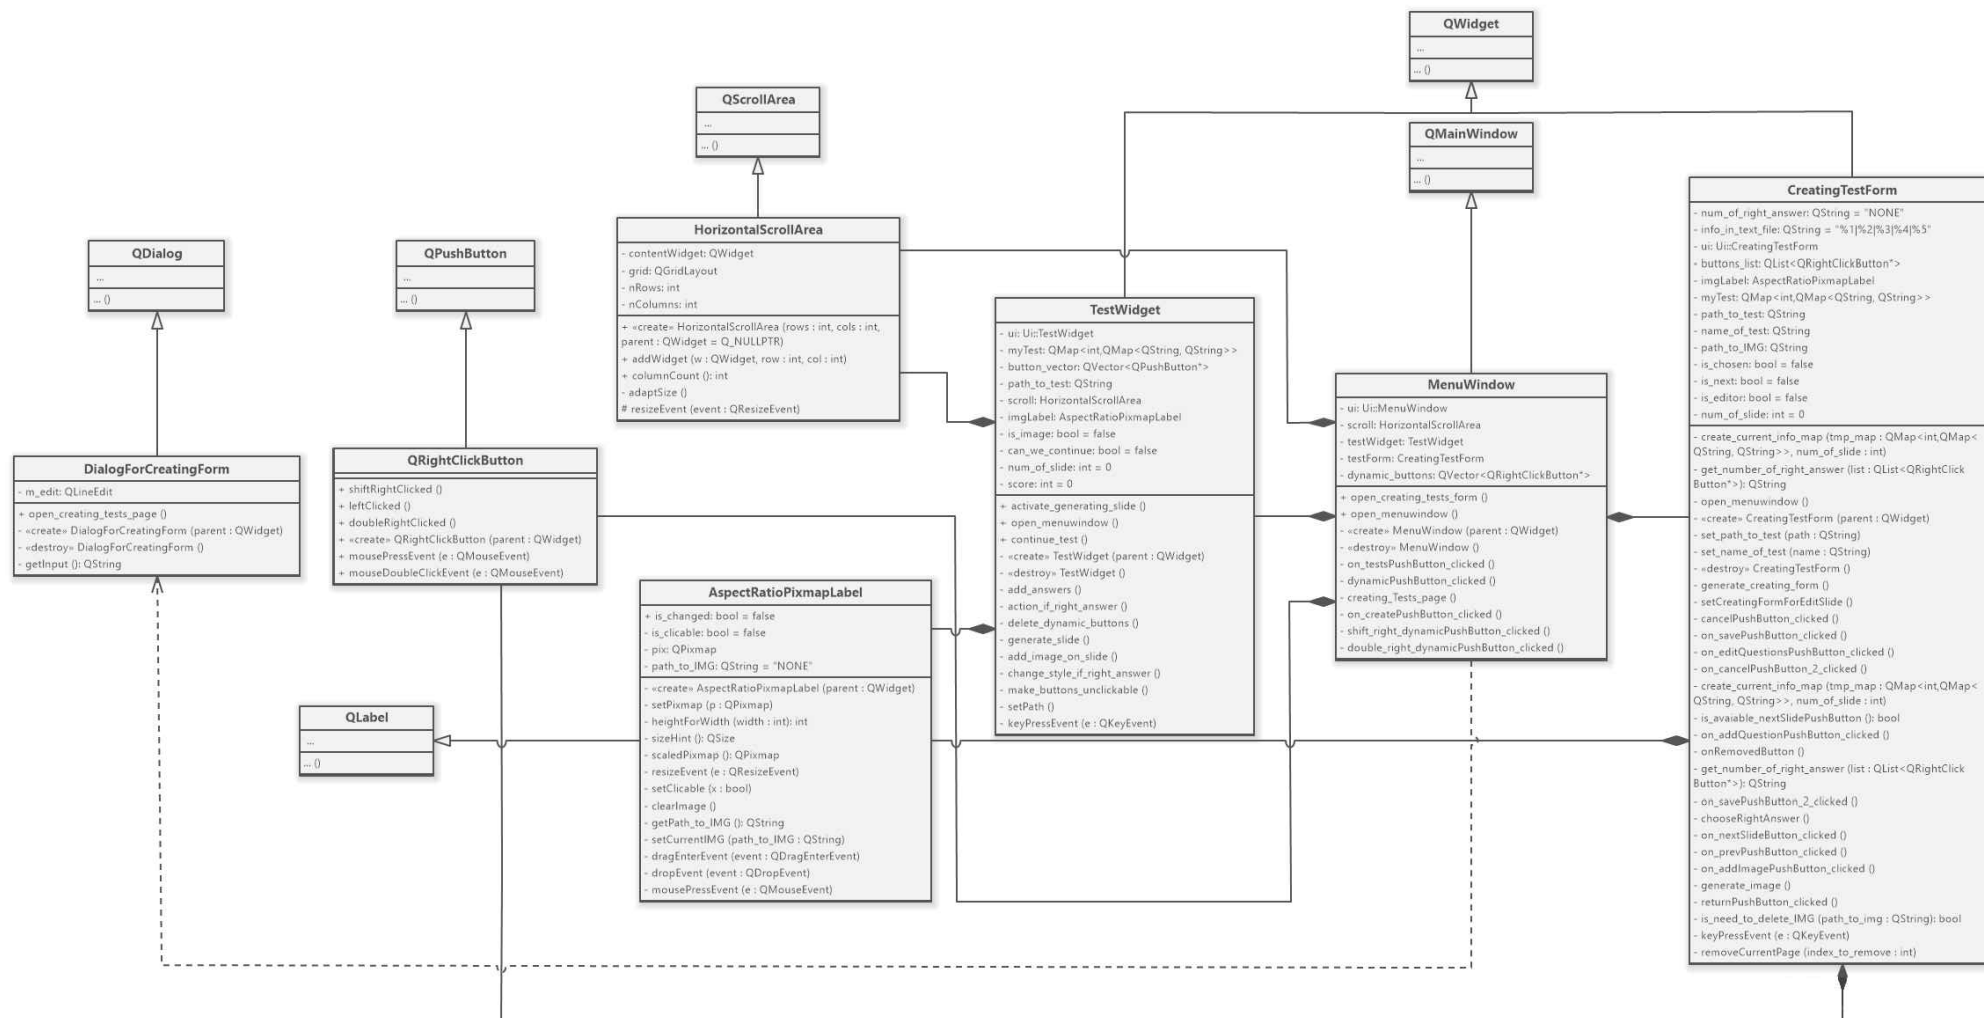 QWidget
...
... ()
QScrollArea
...
... ()
QMainWindow
...
... ()
QDialog
...
... ()
QPushButton
...
... ()
HorizontalScrollArea
- contentWidget: QWidget
- grid: QGridLayout
- nRows: int
- nColumns: int
+ «create» HorizontalScrollArea (rows : int, cols : int,
parent : QWidget = Q_NULLPTR)
+ addWidget (w : QWidget, row : int, col : int)
+ columnCount (): int
- adaptSize ()
# resizeEvent (event : QResizeEvent)
DialogForCreatingForm
- m_edit: QLineEdit
+ open_creating_tests_page ()
- «create» DialogForCreatingForm (parent : QWidget)
- «destroy» DialogForCreatingForm ()
- getInput (): QString
QRightClickButton
+ shiftRightClicked ()
+ leftClicked ()
+ doubleRightClicked ()
+ «create» QRightClickButton (parent : QWidget)
+ mousePressEvent (e : QMouseEvent)
+ mouseDoubleClickEvent (e : QMouseEvent)
QLabel
...
... ()
AspectRatioPixmapLabel
+ is_changed: bool = false
- is_clicable: bool = false
- pix: QPixmap
- path_to_IMG: QString = "NONE"
- «create» AspectRatioPixmapLabel (parent : QWidget)
- setPixmap (p : QPixmap)
- heightForWidth (width : int): int
- sizeHint (): QSize
- scaledPixmap (): QPixmap
- resizeEvent (e : QResizeEvent)
- setClicable (x : bool)
- clearImage ()
- getPath_to_IMG (): QString
- setCurrentIMG (path_to_IMG : QString)
- dragEnterEvent (event : QDragEnterEvent)
- dropEvent (event : QDropEvent)
- mousePressEvent (e : QMouseEvent)
TestWidget
- ui: Ui::TestWidget
- myTest: QMap<int,QMap<QString, QString>>
- button_vector: QVector<QPushButton*>
- path_to_test: QString
- scroll: HorizontalScrollArea
- imgLabel: AspectRatioPixmapLabel
- is_image: bool = false
- can_we_continue: bool = false
- num_of_slide: int = 0
- score: int = 0
+ activate_generating_slide ()
+ open_menuwindow ()
+ continue_test ()
- «create» TestWidget (parent : QWidget)
- «destroy» TestWidget ()
- add_answers ()
- action_if_right_answer ()
- delete_dynamic_buttons ()
- generate_slide ()
- add_image_on_slide ()
- change_style_if_right_answer ()
- make_buttons_unclickable ()
- setPath ()
- keyPressEvent (e : QKeyEvent)
MenuWindow
- ui: Ui::MenuWindow
- scroll: HorizontalScrollArea
- testWidget: TestWidget
- testForm: CreatingTestForm
- dynamic_buttons: QVector<QRightClickButton*>
+ open_creating_tests_form ()
+ open_menuwindow ()
- «create» MenuWindow (parent : QWidget)
- «destroy» MenuWindow ()
- on_testsPushButton_clicked ()
- dynamicPushButton_clicked ()
- creating_Tests_page ()
- on_createPushButton_clicked ()
- shift_right_dynamicPushButton_clicked ()
- double_right_dynamicPushButton_clicked ()
CreatingTestForm
- num_of_right_answer: QString = "NONE"
- info_in_text_file: QString = "%1|%2|%3|%4|%5"
- ui: Ui::CreatingTestForm
- buttons_list: QList<QRightClickButton*>
- imgLabel: AspectRatioPixmapLabel
- myTest: QMap<int,QMap<QString, QString>>
- path_to_test: QString
- name_of_test: QString
- path_to_IMG: QString
- is_chosen: bool = false
- is_next: bool = false
- is_editor: bool = false
- num_of_slide: int = 0
- create_current_info_map (tmp_map : QMap<int,QMap<
QString, QString>>, num_of_slide : int)
- get_number_of_right_answer (list : QList<QRightClick
Button*>): QString
- open_menuwindow ()
- «create» CreatingTestForm (parent : QWidget)
- set_path_to_test (path : QString)
- set_name_of_test (name : QString)
- «destroy» CreatingTestForm ()
- generate_creating_form ()
- setCreatingFormForEditSlide ()
- cancelPushButton_clicked ()
- on_savePushButton_clicked ()
- on_editQuestionsPushButton_clicked ()
- on_cancelPushButton_2_clicked ()
- create_current_info_map (tmp_map : QMap<int,QMap<
QString, QString>>, num_of_slide : int)
- is_avaiable_nextSlidePushButton (): bool
- on_addQuestionPushButton_clicked ()
- onRemovedButton ()
- get_number_of_right_answer (list : QList<QRightClick
Button*>): QString
- on_savePushButton_2_clicked ()
- chooseRightAnswer ()
- on_nextSlideButton_clicked ()
- on_prevPushButton_clicked ()
- on_addImagePushButton_clicked ()
- generate_image ()
- returnPushButton_clicked ()
- is_need_to_delete_IMG (path_to_img : QString): bool
- keyPressEvent (e : QKeyEvent)
- removeCurrentPage (index_to_remove : int)